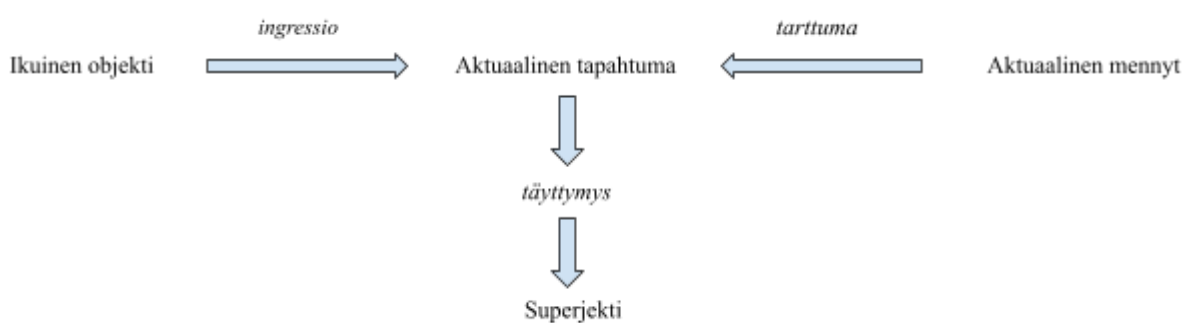 ingressio
tarttuma
Ikuinen objekti
Aktuaalinen tapahtuma
Aktuaalinen mennyt
täyttymys
Superjekti